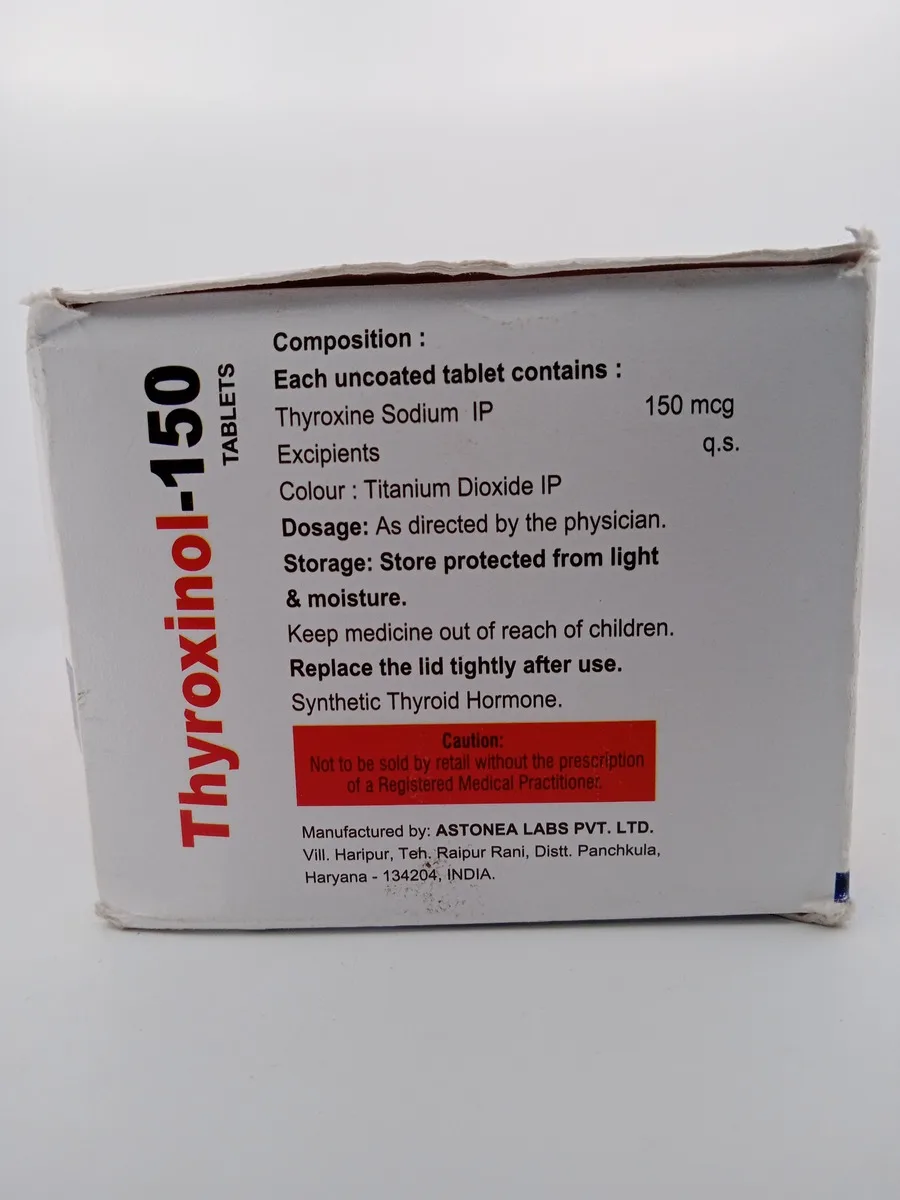 Thyroxinol-150
TABLETS
Composition :
Each uncoated tablet contains :
Thyroxine Sodium IP 150 mcg
Excipients q.s.
Colour : Titanium Dioxide IP
Dosage: As directed by the physician.
Storage: Store protected from light
& moisture.
Keep medicine out of reach of children.
Replace the lid tightly after use.
Synthetic Thyroid Hormone.
Caution:
Not to be sold by retail without the prescription
of a Registered Medical Practitioner.
Manufactured by: ASTONEA LABS PVT. LTD.
Vill. Haripur, Teh. Raipur Rani, Distt. Panchkula,
Haryana - 134204, INDIA.